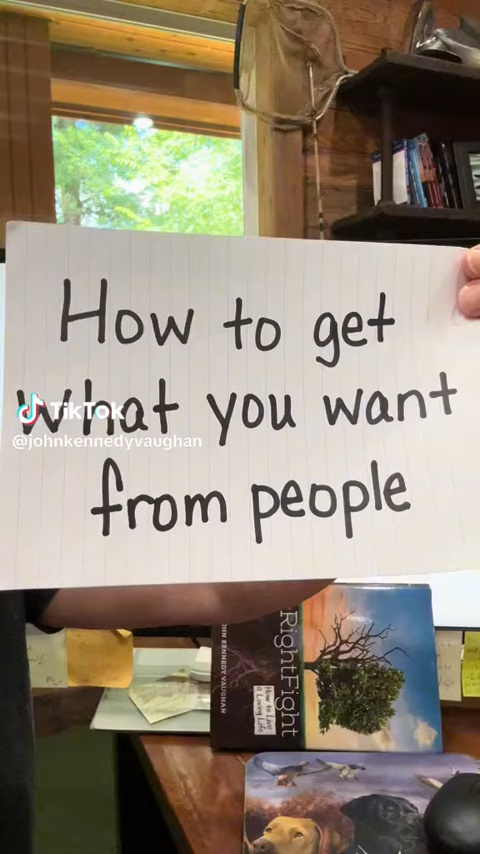 How to get
what you want
from people
TikTok
@johnkennedyvaughan
RightFight
How to Live
a Loving Life
JOHN KENNEDY VAUGHAN